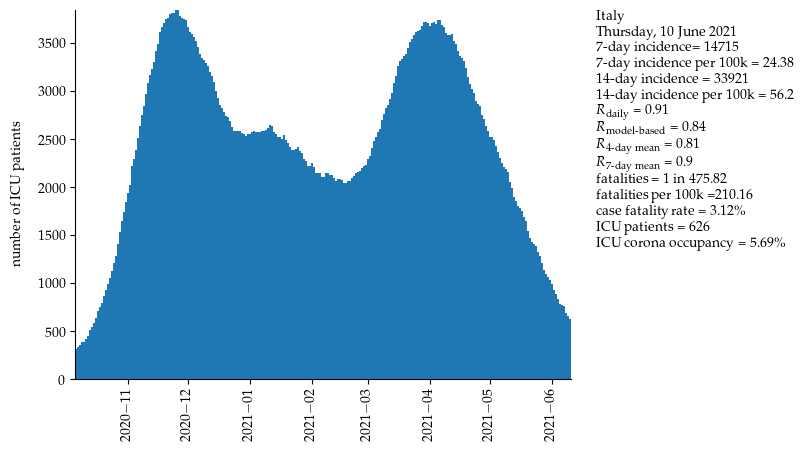 Italy
Thursday, 10 June 2021
7-day incidence= 14715
7-day incidence per 100k = 24.38
14-day incidence = 33921
14-day incidence per 100k = 56.2
R daily = 0.91
R model-based = 0.84
R 4-day mean = 0.81
R 7-day mean = 0.9
fatalities = 1 in 475.82
fatalities per 100k =210.16
case fatality rate = 3.12%
ICU patients = 626
ICU corona occupancy = 5.69%
number of ICU patients
3500
3000
2500
2000
1500
1000
500
0
2020−11
2020−12
2021−01
2021−02
2021−03
2021−04
2021−05
2021−06